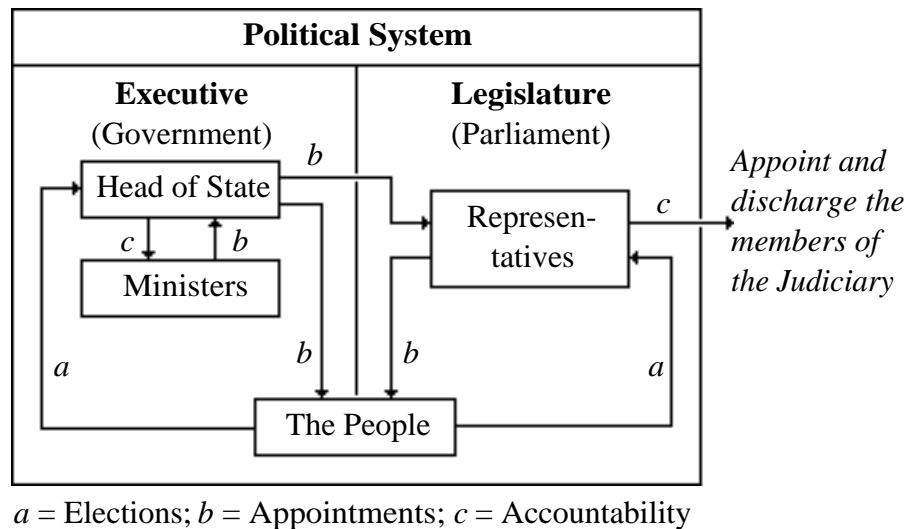 Political System
Executive
(Government)
Legislature
(Parliament)
b
Head of State
Represen-
tatives
c
Appoint and
discharge the
members of
the Judiciary
c
b
Ministers
a
b
b
a
The People
a = Elections; b = Appointments; c = Accountability